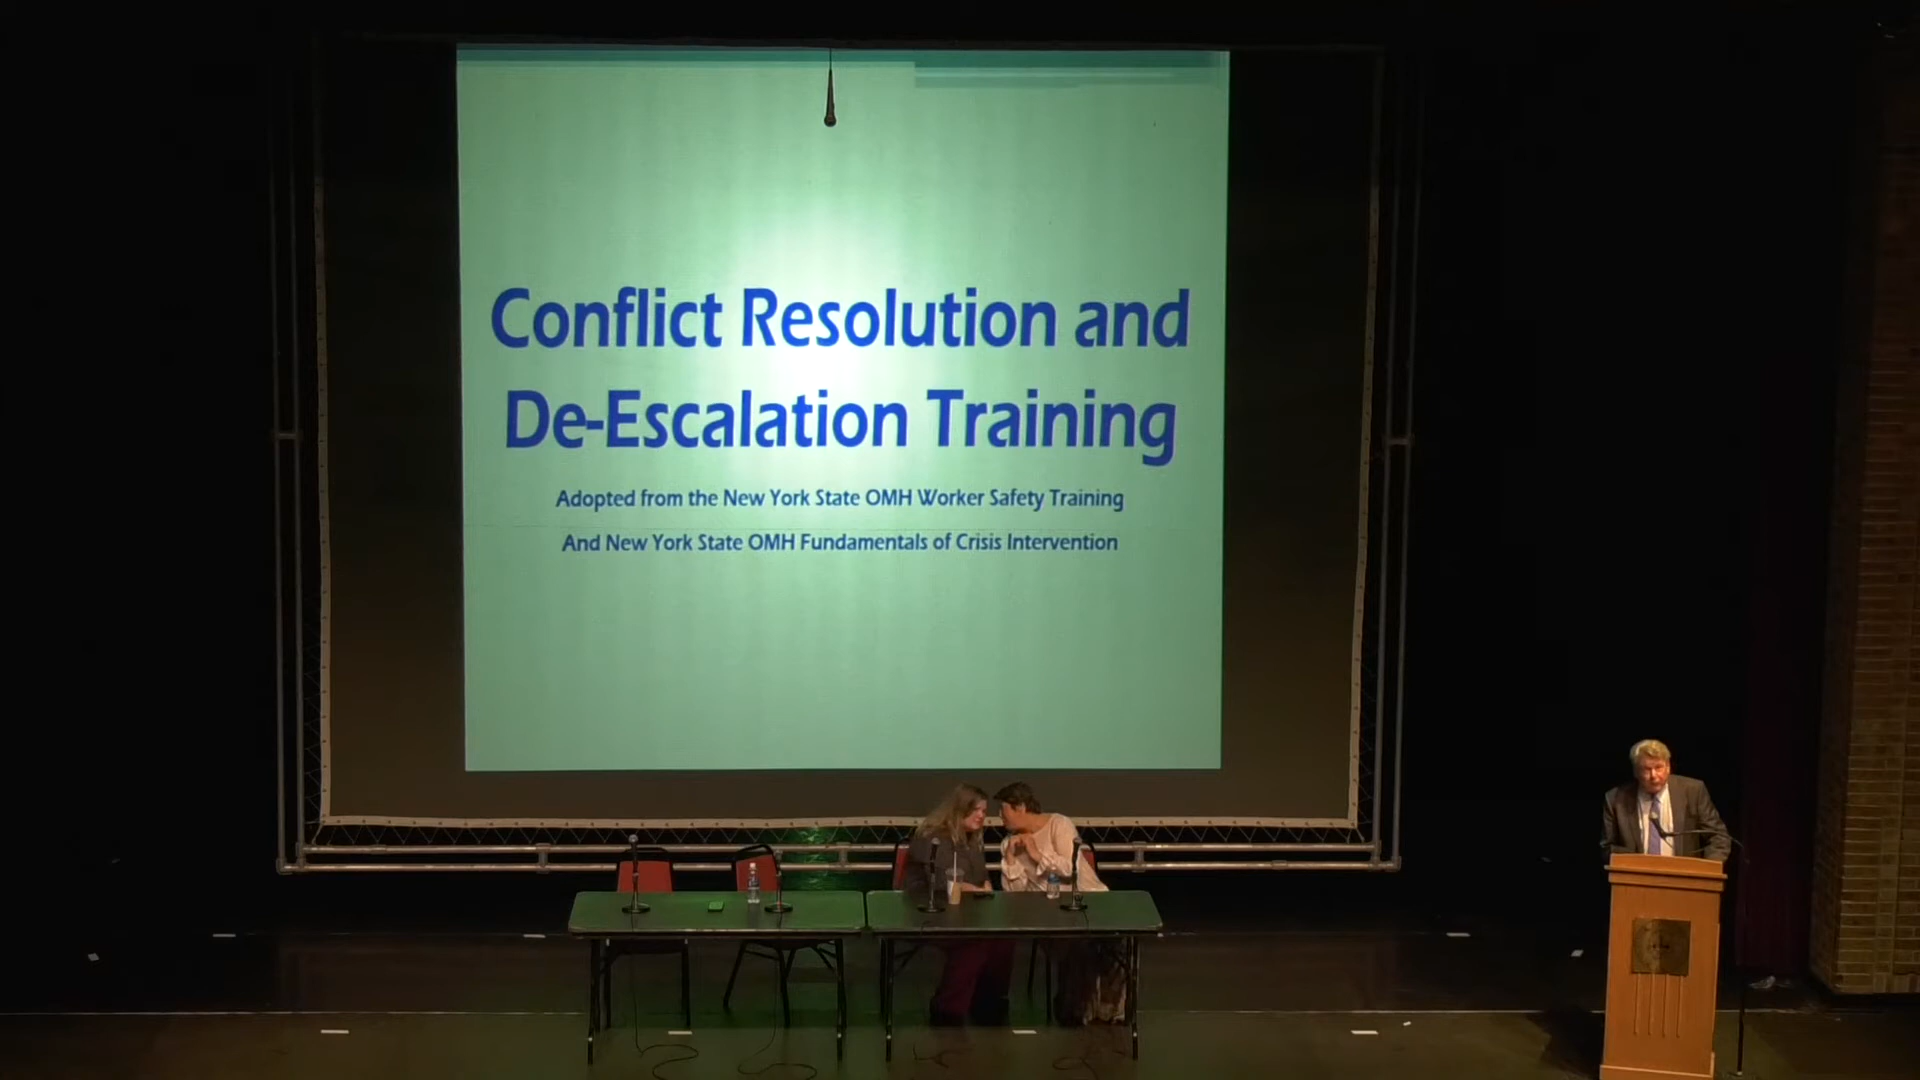 Conflict Resolution and
De-Escalation Training
Adopted from the New York State OMH Worker Safety Training
And New York State OMH Fundamentals of Crisis Intervention